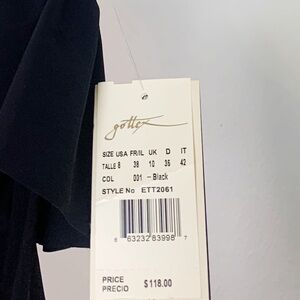 gottex
SIZE USA FR/IL UK D IT
TALLE 8 38 10 36 42
COL 001 – Black
STYLE No ETT2061
6 63232 83998 7
PRICE
PRECIO $118.00